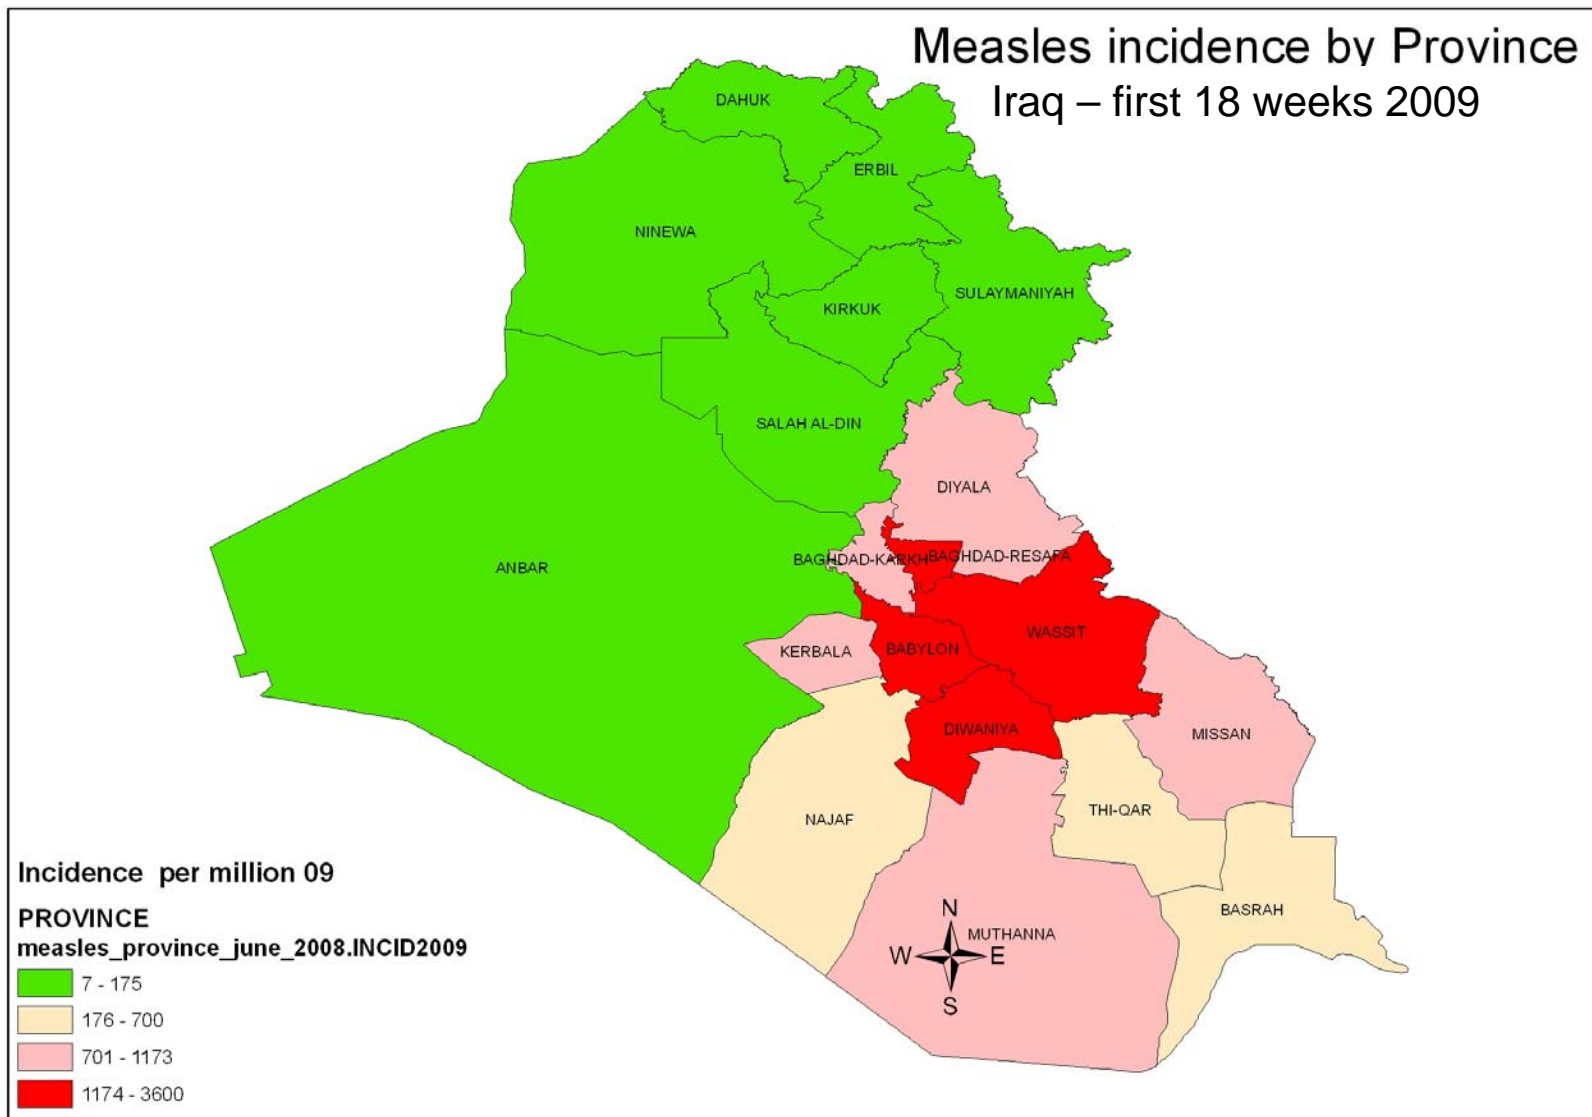 Measles incidence by Province
Iraq – first 18 weeks 2009
DAHUK
ERBIL
NINEWA
SULAYMANIYAH
KIRKUK
SALAH AL-DIN
DIYALA
BAGHDAD-KARKH
BAGHDAD-RESAFA
ANBAR
WASSIT
BABYLON
KERBALA
DIWANIYA
MISSAN
THI-QAR
NAJAF
BASRAH
MUTHANNA
N
W
E
S
Incidence per million 09
PROVINCE
measles_province_june_2008.INCID2009
7 - 175
176 - 700
701 - 1173
1174 - 3600